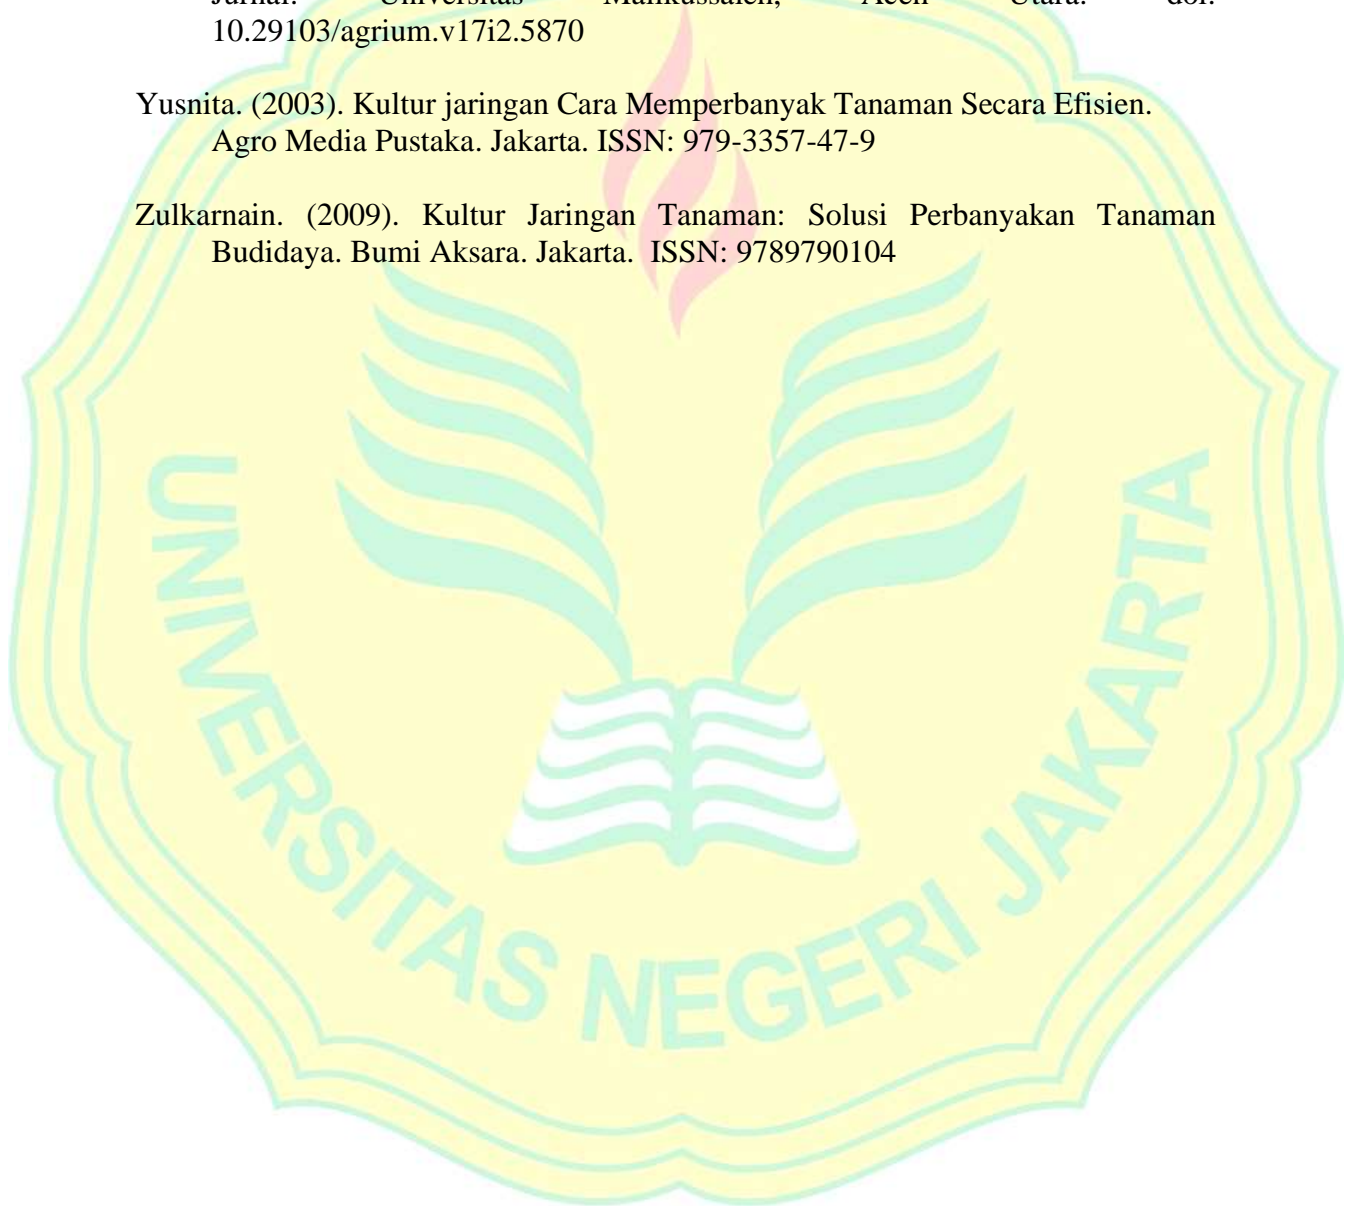 Jurnal. Universitas Malikussaleh, Aceh Utara. doi:
10.29103/agrium.v17i2.5870
Yusnita. (2003). Kultur jaringan Cara Memperbanyak Tanaman Secara Efisien.
Agro Media Pustaka. Jakarta. ISSN: 979-3357-47-9
Zulkarnain. (2009). Kultur Jaringan Tanaman: Solusi Perbanyakan Tanaman
Budidaya. Bumi Aksara. Jakarta. ISSN: 9789790104
UNIVERSITAS NEGERI JAKARTA